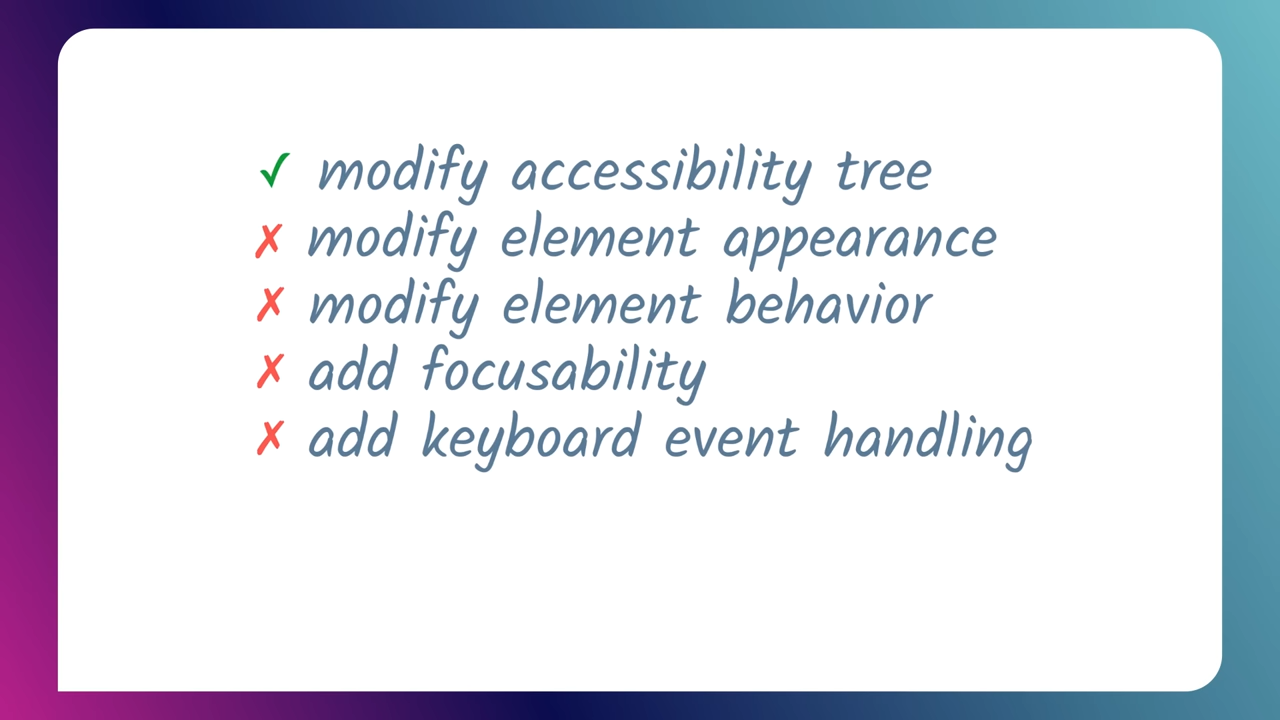 ✓ modify accessibility tree
✗ modify element appearance
✗ modify element behavior
✗ add focusability
✗ add keyboard event handling